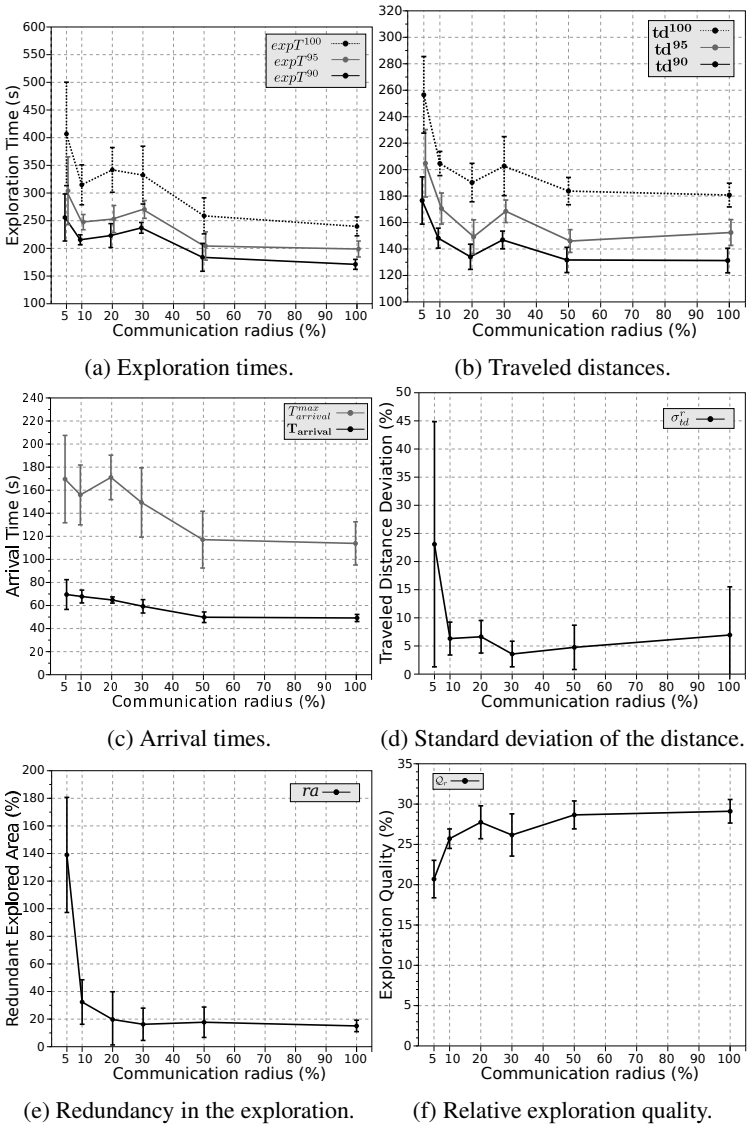 600
550
500
450
400
350
300
250
200
150
100
Exploration Time (s)
expT^100
expT^95
expT^90
5 10 20 30 40 50 60 70 80 90 100
Communication radius (%)
(a) Exploration times.
320
300
280
260
240
220
200
180
160
140
120
100
td^100
td^95
td^90
5 10 20 30 40 50 60 70 80 90 100
Communication radius (%)
(b) Traveled distances.
240
220
200
180
160
140
120
100
80
60
40
20
0
Arrival Time (s)
T^max_arrival
T_arrival
5 10 20 30 40 50 60 70 80 90 100
Communication radius (%)
(c) Arrival times.
50
45
40
35
30
25
20
15
10
5
0
Traveled Distance Deviation (%)
σ^r_td
5 10 20 30 40 50 60 70 80 90 100
Communication radius (%)
(d) Standard deviation of the distance.
200
180
160
140
120
100
80
60
40
20
0
Redundant Explored Area (%)
ra
5 10 20 30 40 50 60 70 80 90 100
Communication radius (%)
(e) Redundancy in the exploration.
35
30
25
20
15
10
5
0
Exploration Quality (%)
Q_r
5 10 20 30 40 50 60 70 80 90 100
Communication radius (%)
(f) Relative exploration quality.